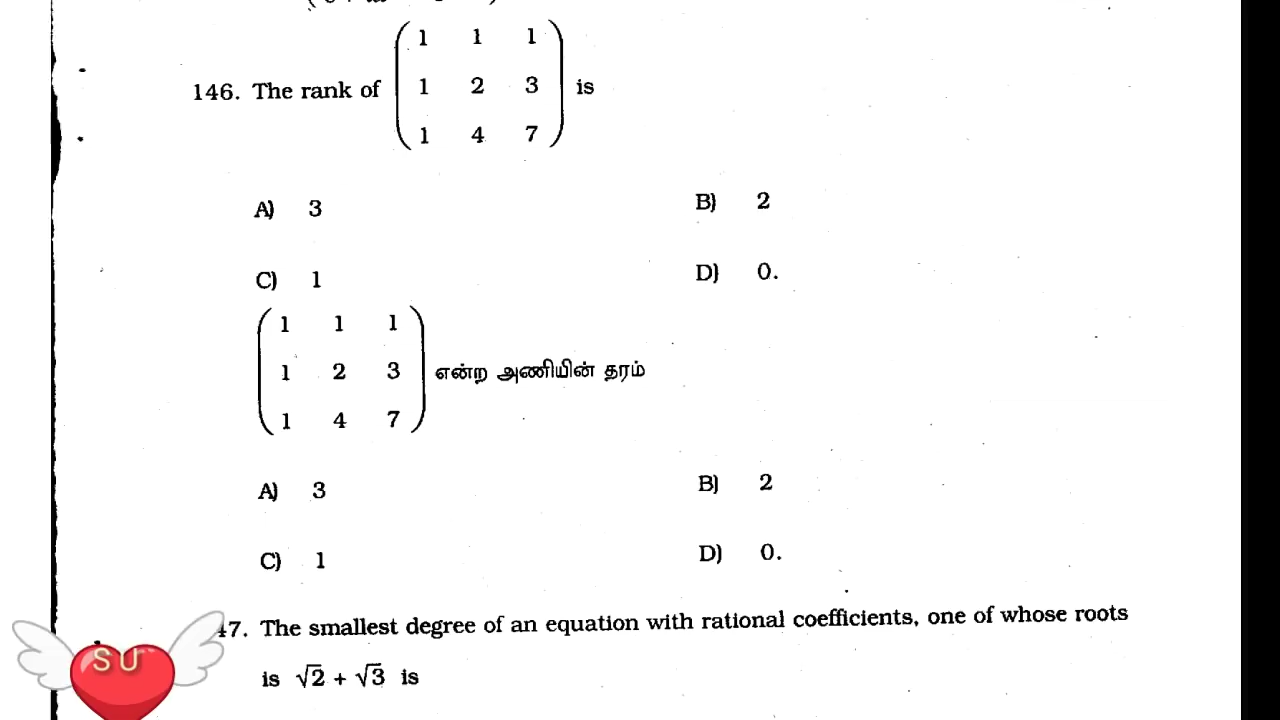 146. The rank of ( 1 1 1
1 2 3
1 4 7 ) is
A) 3 B) 2
C) 1 D) 0.
( 1 1 1
1 2 3
1 4 7 ) என்ற அணியின் தரம்
A) 3 B) 2
C) 1 D) 0.
47. The smallest degree of an equation with rational coefficients, one of whose roots
is √2 + √3 is
S U